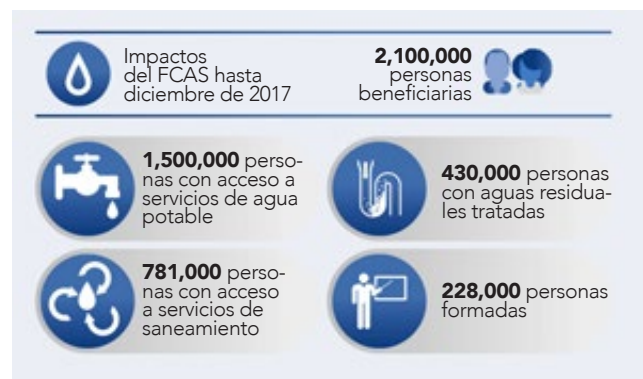 Impactos
del FCAS hasta
diciembre de 2017
2,100,000
personas
beneficiarias
1,500,000 perso-
nas con acceso a
servicios de agua
potable
430,000 personas
con aguas residua-
les tratadas
781,000 perso-
nas con acceso
a servicios de
saneamiento
228,000 personas
formadas